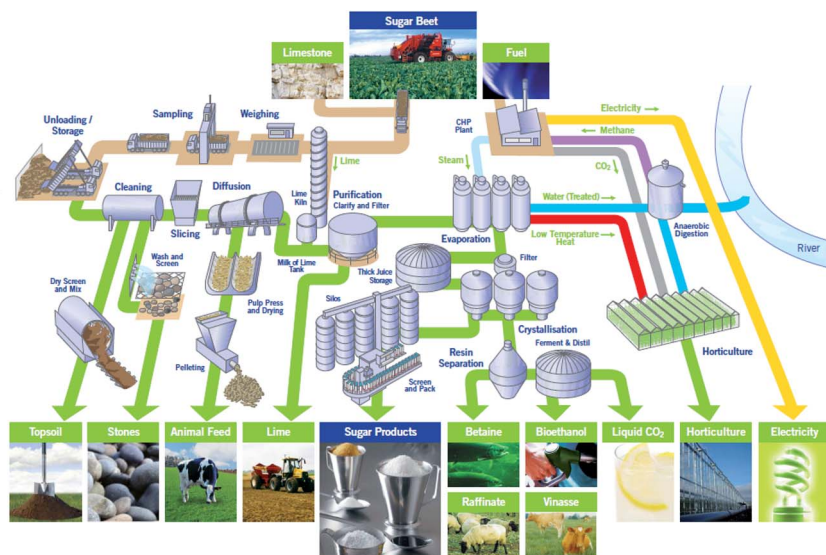 Sugar Beet
Limestone
Fuel
Electricity
Methane
CO₂
CHP
Plant
Unloading /
Storage
Sampling
Weighing
Lime
Steam
Cleaning
Diffusion
Lime
Kiln
Purification
Clarify and Filter
Water (Treated)
Anaerobic
Digestion
River
Slicing
Evaporation
Low Temperature
Heat
Wash and
Screen
Milk of Lime
Tank
Thick Juice
Storage
Filter
Dry Screen
and Mix
Pulp Press
and Drying
Silos
Crystallisation
Pelleting
Resin
Separation
Ferment & Distil
Horticulture
Screen
and Pack
Topsoil
Stones
Animal Feed
Lime
Sugar Products
Betaine
Bioethanol
Liquid CO₂
Horticulture
Electricity
Raffinate
Vinasse